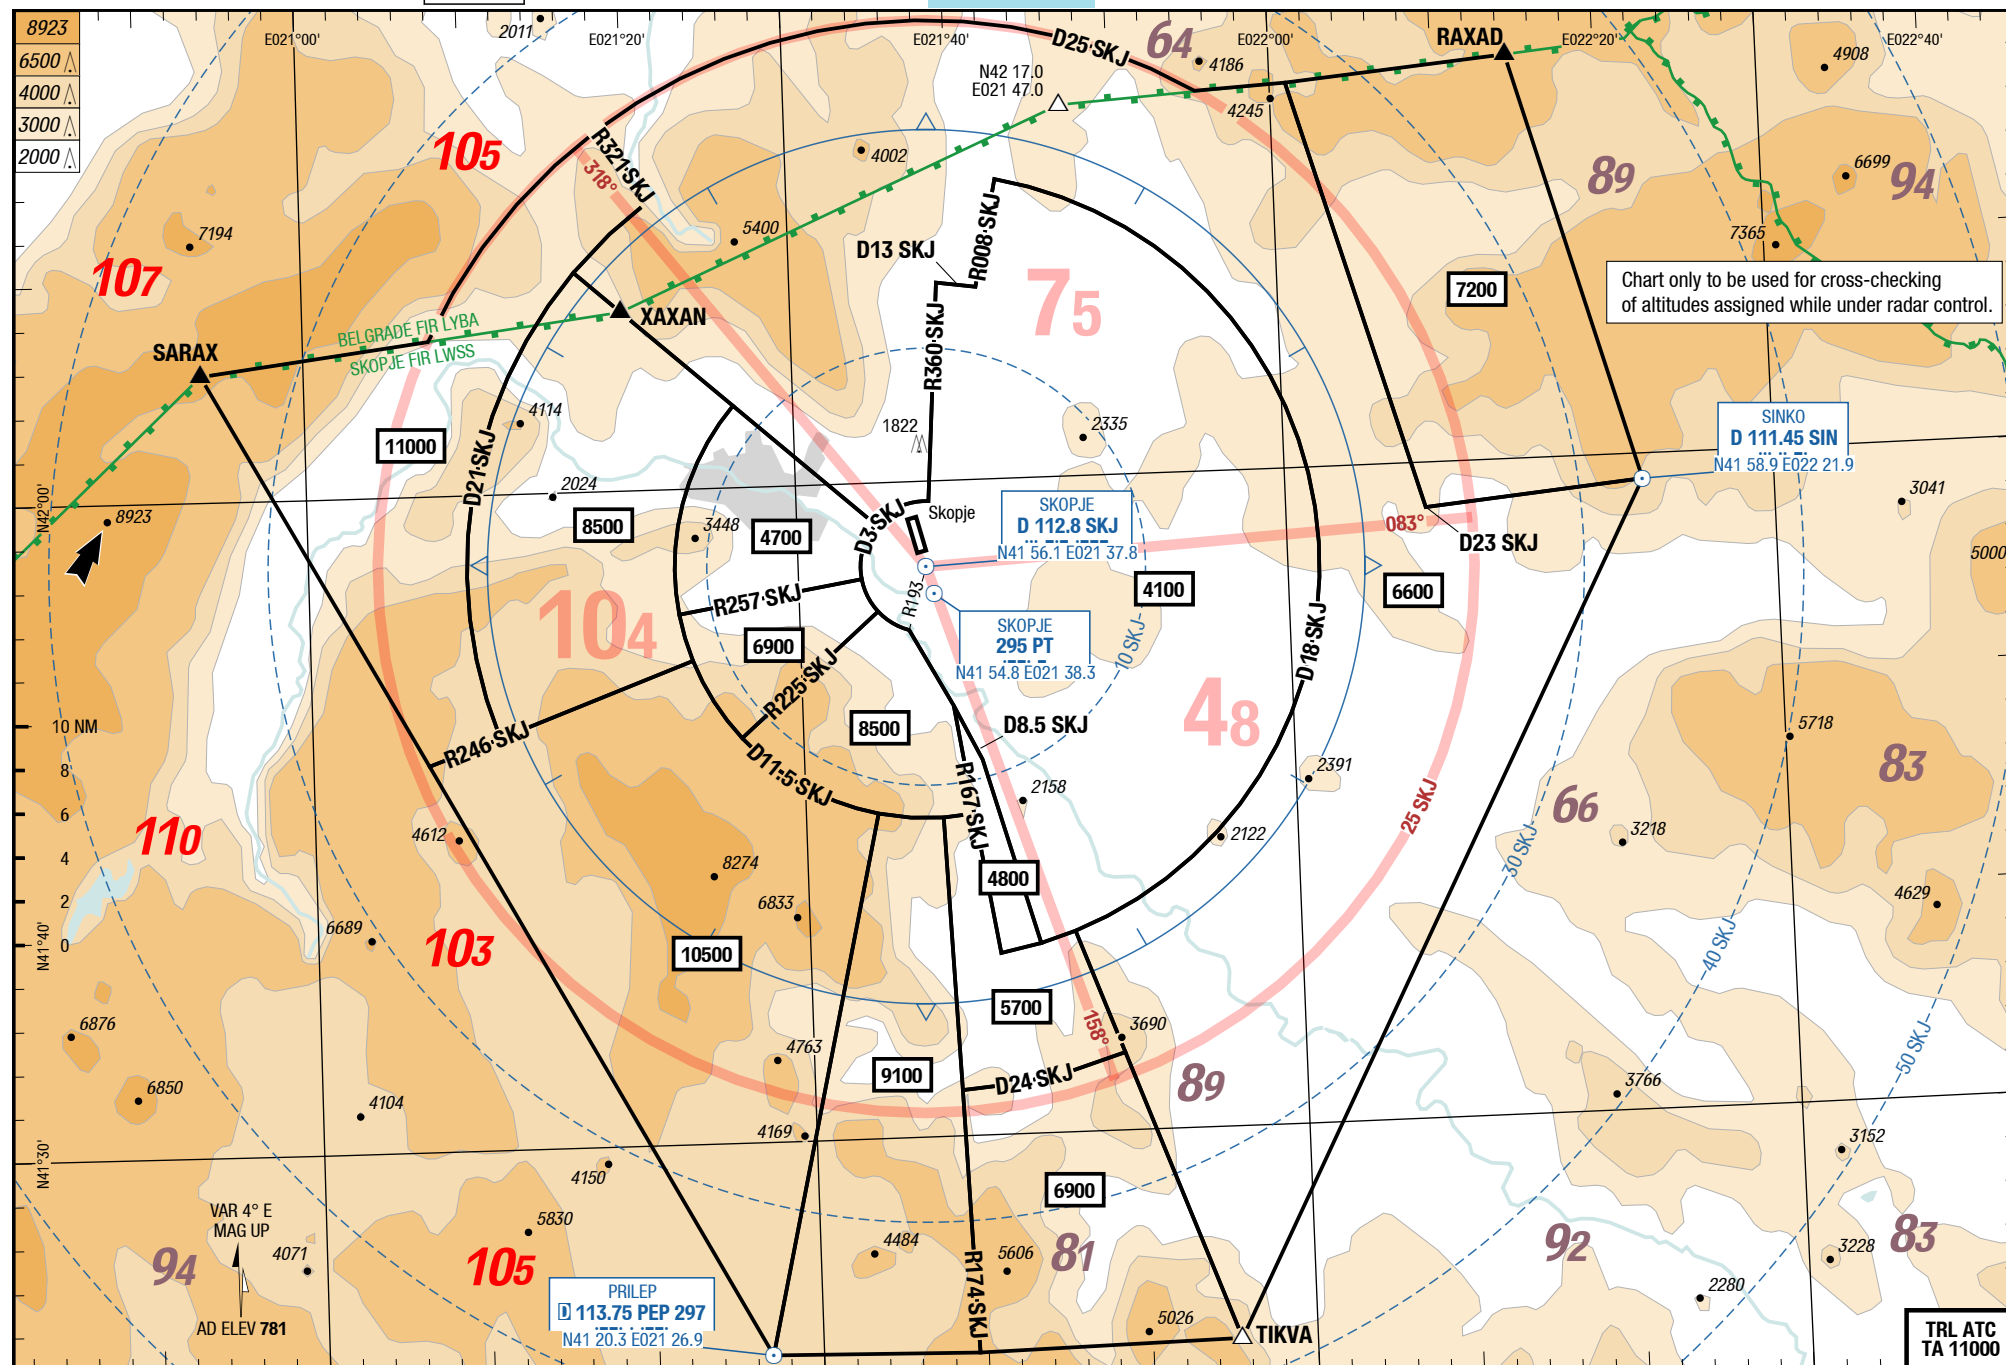 8923
6500
4000
3000
2000
2011
E021°00'
E021°20'
E021°40'
E022°00'
E022°20'
E022°40'
D25 SKJ
64
4186
RAXAD
4908
N42 17.0
E021 47.0
4245
105
R321 SKJ
318°
4002
89
6699
94
7194
107
5400
D13 SKJ
R008 SKJ
75
7365
7200
Chart only to be used for cross-checking
of altitudes assigned while under radar control.
XAXAN
BELGRADE FIR LYBA
SKOPJE FIR LWSS
SARAX
R360 SKJ
4114
11000
D21 SKJ
1822
2335
SINKO
D 111.45 SIN
N41 58.9 E022 21.9
2024
N42°00'
8923
8500
3448
4700
D3 SKJ
Skopje
SKOPJE
D 112.8 SKJ
N41 56.1 E021 37.8
083°
D23 SKJ
3041
5000
R257 SKJ
R193
4100
6600
104
6900
SKOPJE
295 PT
N41 54.8 E021 38.3
10 SKJ
D18 SKJ
R225 SKJ
R246 SKJ
8500
D8.5 SKJ
48
10 NM
8
6
4
2
0
5718
83
D11.5 SKJ
R167 SKJ
2158
2391
25 SKJ
66
110
4612
2122
3218
30 SKJ
8274
4800
6833
4629
6689
103
N41°40'
10500
40 SKJ
6876
5700
158°
3690
50 SKJ
4763
9100
D24 SKJ
89
6850
4104
3766
4169
3152
N41°30'
4150
6900
VAR 4° E
MAG UP
94
4071
5830
105
4484
5606
81
92
83
3228
2280
R174 SKJ
AD ELEV 781
PRILEP
D 113.75 PEP 297
N41 20.3 E021 26.9
5026
TIKVA
TRL ATC
TA 11000